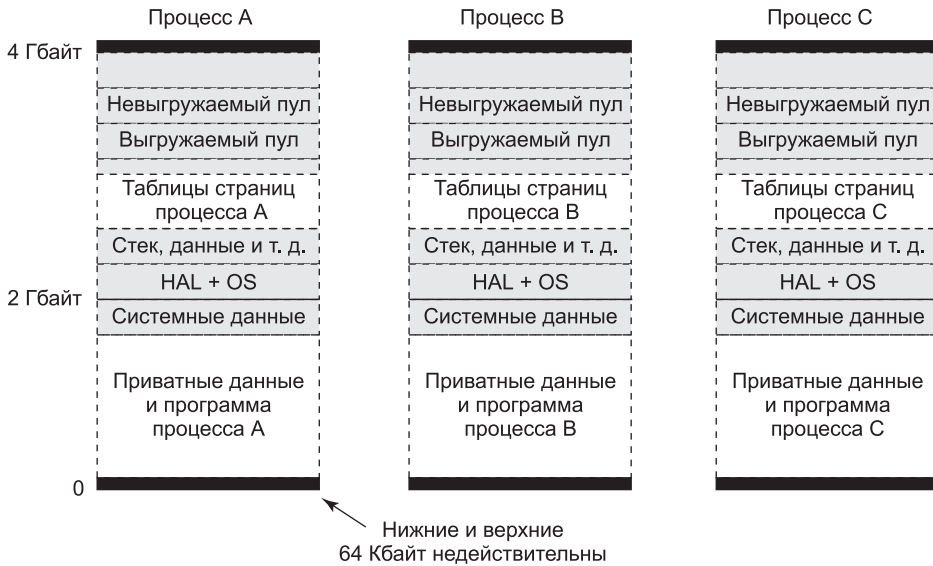 Процесс A
Процесс B
Процесс C
4 Гбайт
Невыгружаемый пул
Невыгружаемый пул
Невыгружаемый пул
Выгружаемый пул
Выгружаемый пул
Выгружаемый пул
Таблицы страниц
процесса A
Таблицы страниц
процесса B
Таблицы страниц
процесса C
Стек, данные и т. д.
Стек, данные и т. д.
Стек, данные и т. д.
HAL + OS
HAL + OS
HAL + OS
2 Гбайт
Системные данные
Системные данные
Системные данные
Приватные данные
и программа
процесса A
Приватные данные
и программа
процесса B
Приватные данные
и программа
процесса C
0
Нижние и верхние
64 Кбайт недействительны